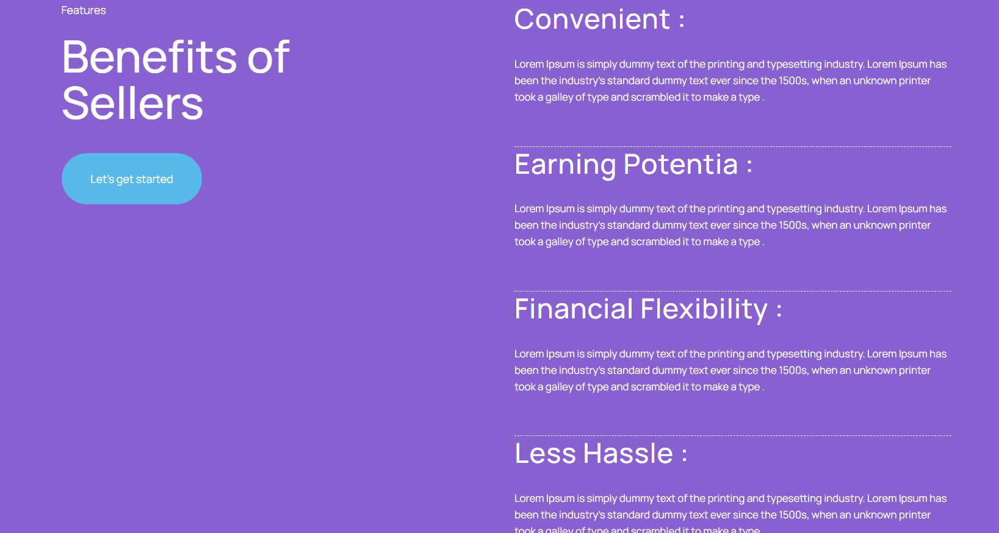 Features
Benefits of
Sellers
Let's get started
Convenient :
Lorem Ipsum is simply dummy text of the printing and typesetting industry. Lorem Ipsum has
been the industry's standard dummy text ever since the 1500s, when an unknown printer
took a galley of type and scrambled it to make a type .
Earning Potentia :
Lorem Ipsum is simply dummy text of the printing and typesetting industry. Lorem Ipsum has
been the industry's standard dummy text ever since the 1500s, when an unknown printer
took a galley of type and scrambled it to make a type .
Financial Flexibility :
Lorem Ipsum is simply dummy text of the printing and typesetting industry. Lorem Ipsum has
been the industry's standard dummy text ever since the 1500s, when an unknown printer
took a galley of type and scrambled it to make a type .
Less Hassle :
Lorem Ipsum is simply dummy text of the printing and typesetting industry. Lorem Ipsum has
been the industry's standard dummy text ever since the 1500s, when an unknown printer
took a galley of type and scrambled it to make a type